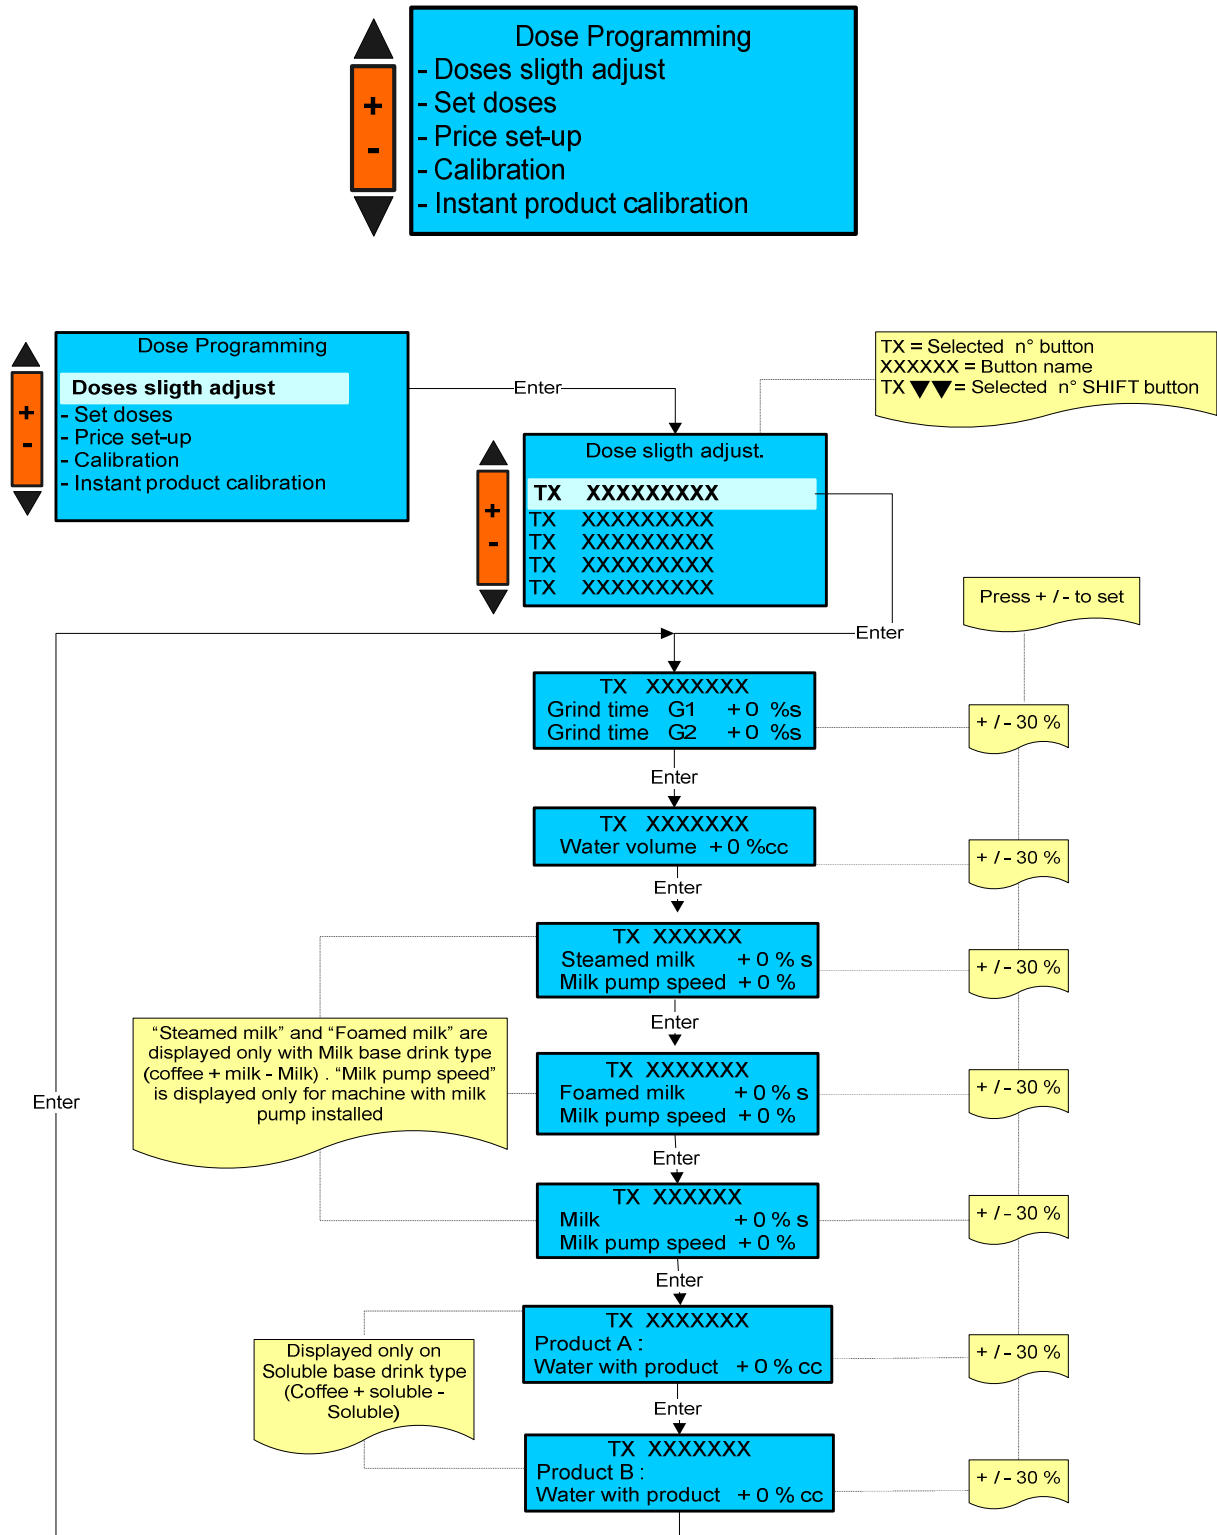 Dose Programming
- Doses sligth adjust
- Set doses
- Price set-up
- Calibration
- Instant product calibration
+
-
Dose Programming
Doses sligth adjust
- Set doses
- Price set-up
- Calibration
- Instant product calibration
+
-
Enter
TX = Selected n° button
XXXXXX = Button name
TX ▼▼= Selected n° SHIFT button
Dose sligth adjust.
TX XXXXXXXXX
TX XXXXXXXXX
TX XXXXXXXXX
TX XXXXXXXXX
TX XXXXXXXXX
+
-
Press + / - to set
Enter
TX XXXXXXX
Grind time G1 + 0 %s
Grind time G2 + 0 %s
+ / - 30 %
Enter
TX XXXXXXX
Water volume + 0 %cc
+ / - 30 %
Enter
TX XXXXXX
Steamed milk + 0 % s
Milk pump speed + 0 %
+ / - 30 %
Enter
"Steamed milk" and "Foamed milk" are
displayed only with Milk base drink type
(coffee + milk - Milk) . "Milk pump speed"
is displayed only for machine with milk
pump installed
TX XXXXXXX
Foamed milk + 0 % s
Milk pump speed + 0 %
+ / - 30 %
Enter
Enter
TX XXXXXX
Milk + 0 % s
Milk pump speed + 0 %
+ / - 30 %
Enter
TX XXXXXXX
Product A :
Water with product + 0 % cc
+ / - 30 %
Displayed only on
Soluble base drink type
(Coffee + soluble -
Soluble)
Enter
TX XXXXXXX
Product B :
Water with product + 0 % cc
+ / - 30 %